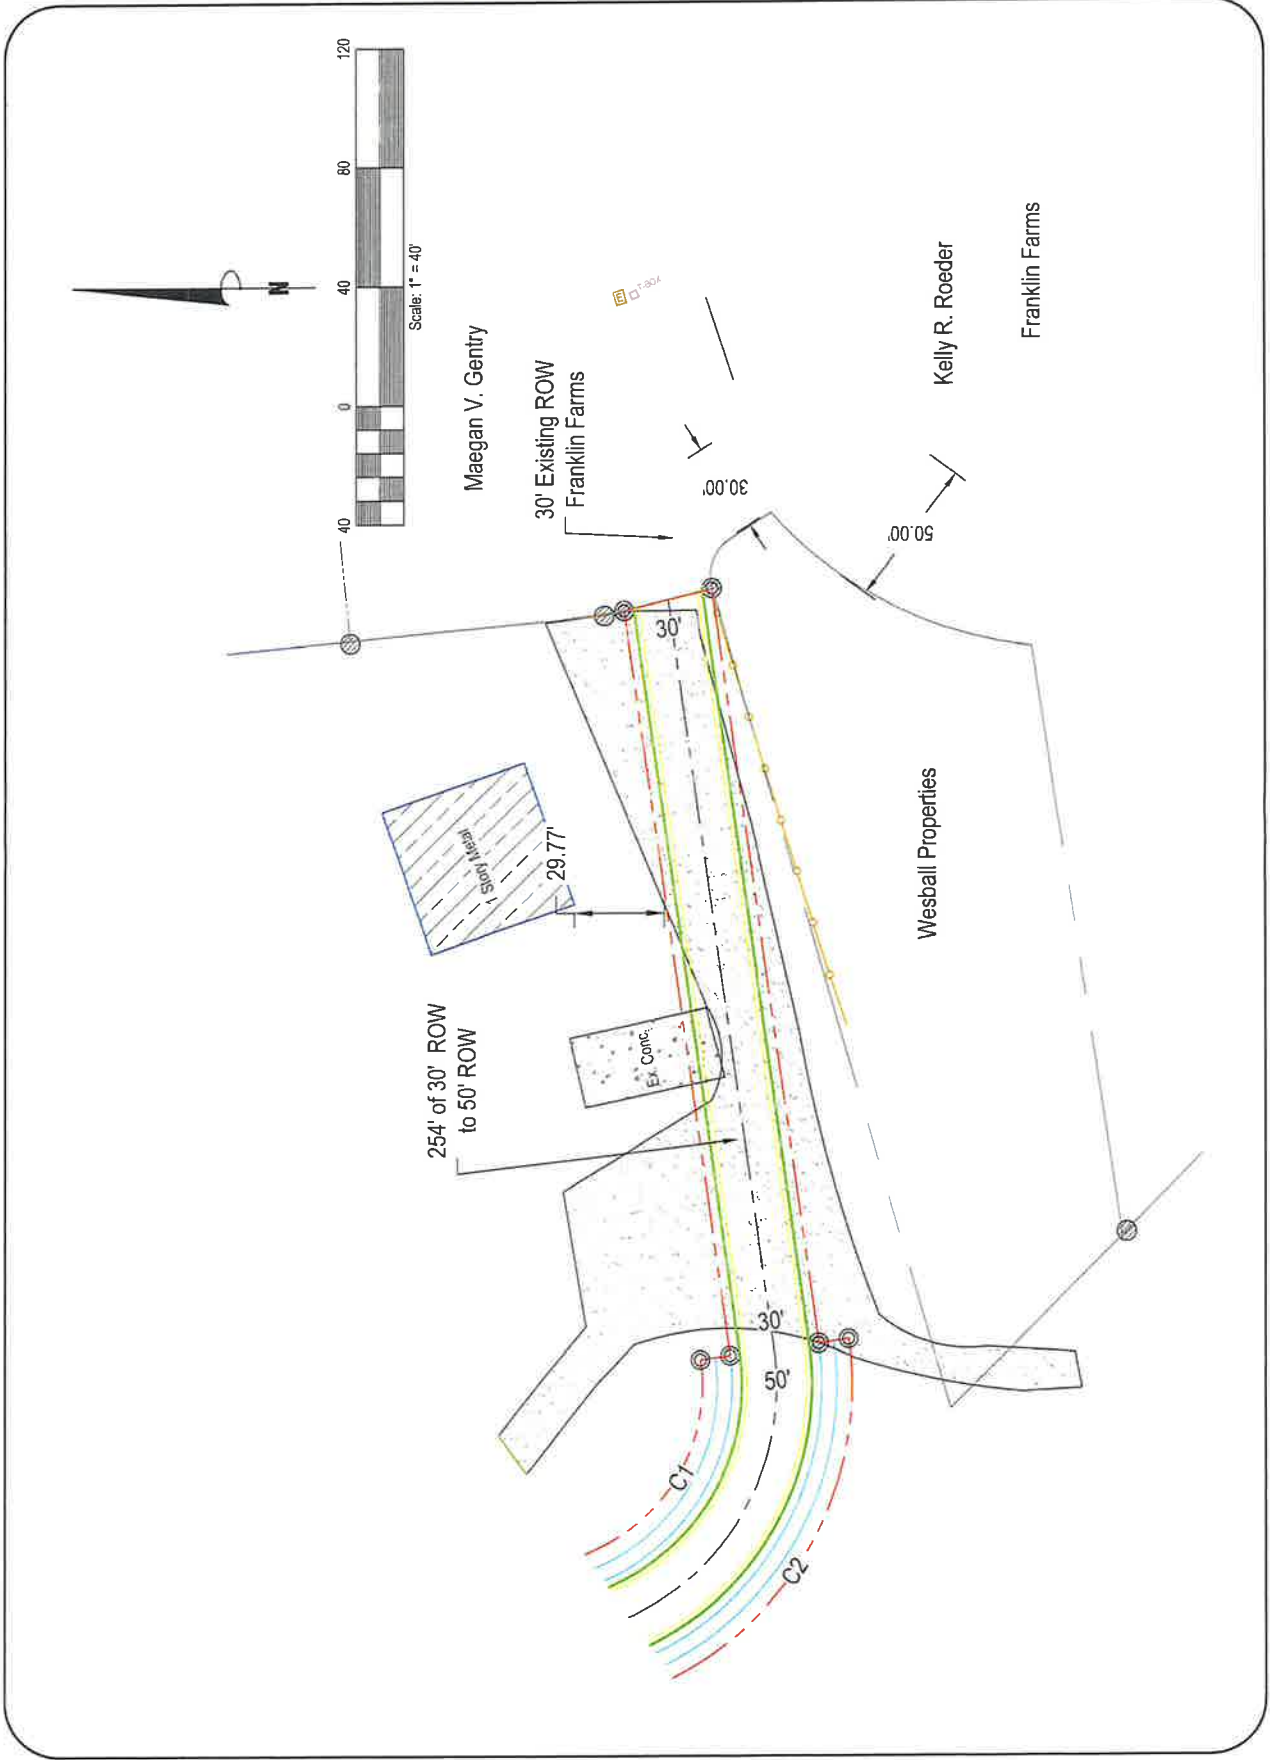 120
80
40
0
40
Scale: 1" = 40'
N
Maegan V. Gentry
30' Existing ROW
Franklin Farms
E
T-BOX
30.00'
50.00'
Kelly R. Roeder
Franklin Farms
1 Story Metal
29.77'
30'
Wesball Properties
254' of 30' ROW
to 50' ROW
Ex. Conc.
30'
50'
C1
C2